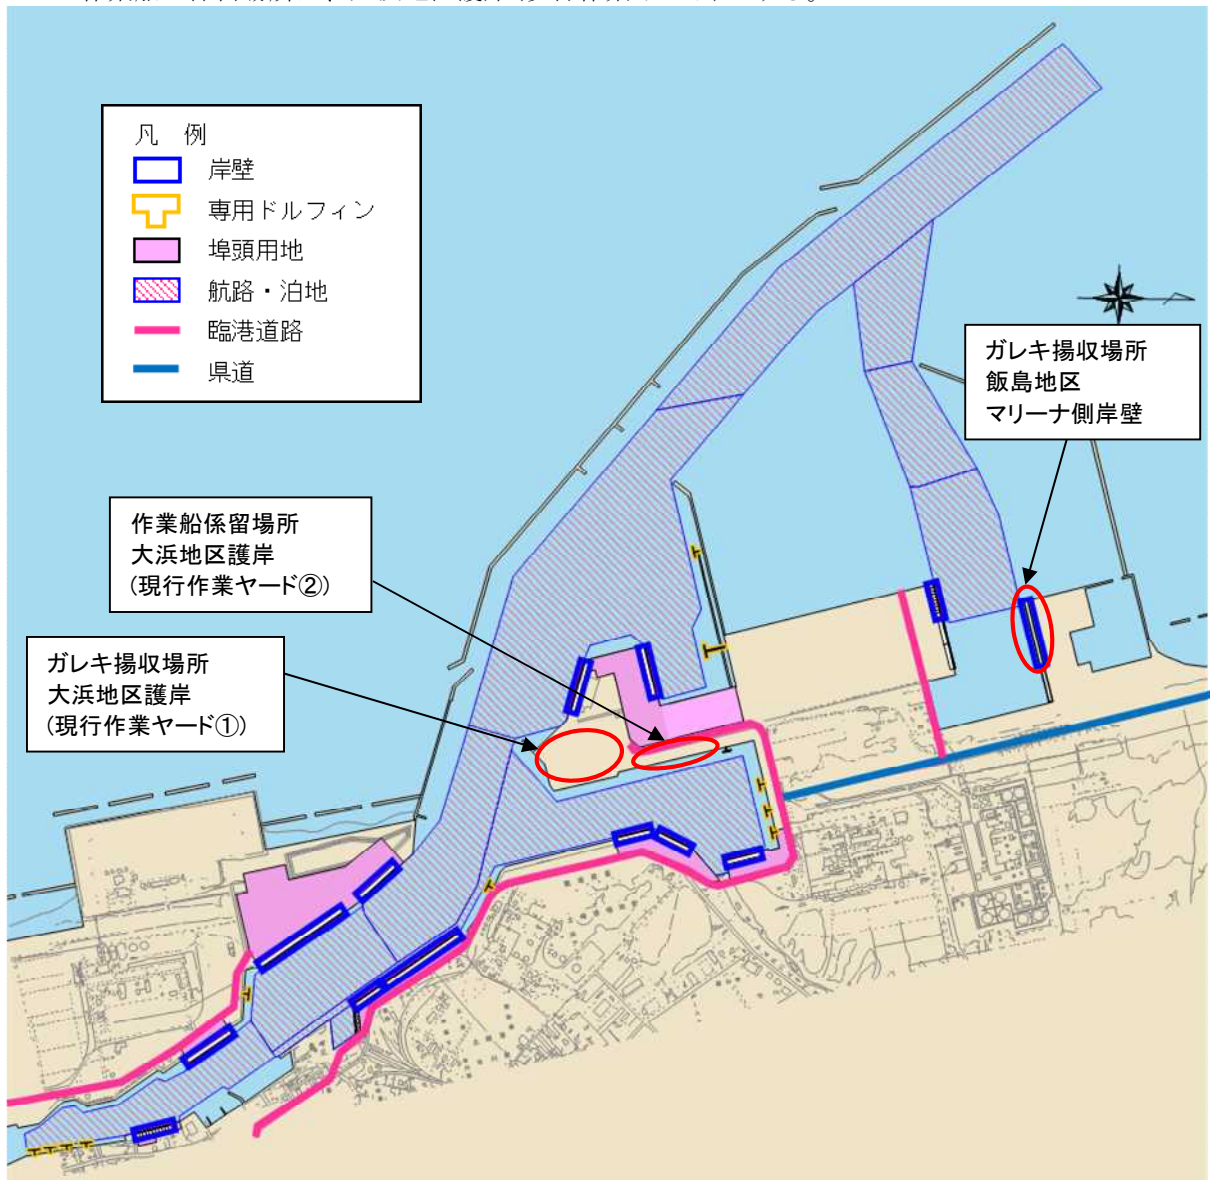 凡 例
岸壁
専用ドルフィン
埠頭用地
航路・泊地
臨港道路
県道
ガレキ揚収場所
飯島地区
マリーナ側岸壁
作業船係留場所
大浜地区護岸
(現行作業ヤード②)
ガレキ揚収場所
大浜地区護岸
(現行作業ヤード①)